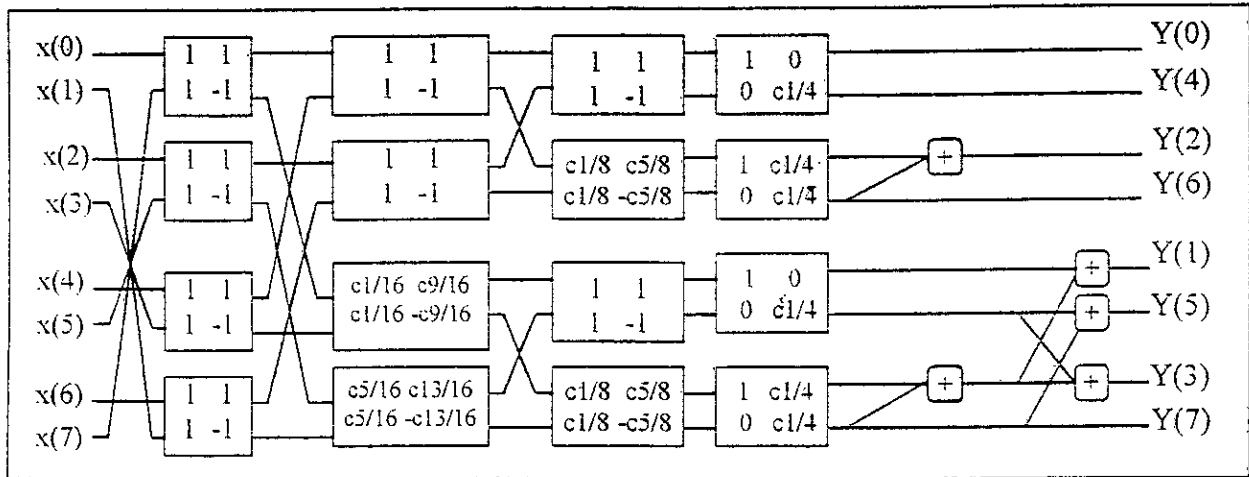 x(0) 1 1 1 1 1 1 1 0 Y(0)
x(1) 1 -1 1 -1 1 -1 0 c1/4 Y(4)
x(2) 1 1 1 1 c1/8 c5/8 1 c1/4 + Y(2)
x(3) 1 -1 1 -1 c1/8 -c5/8 0 c1/4 Y(6)
x(4) 1 1 c1/16 c9/16 1 1 1 0 + Y(1)
x(5) 1 -1 c1/16 -c9/16 1 -1 0 c1/4 + Y(5)
x(6) 1 1 c5/16 c13/16 c1/8 c5/8 1 c1/4 + + Y(3)
x(7) 1 -1 c5/16 -c13/16 c1/8 -c5/8 0 c1/4 Y(7)